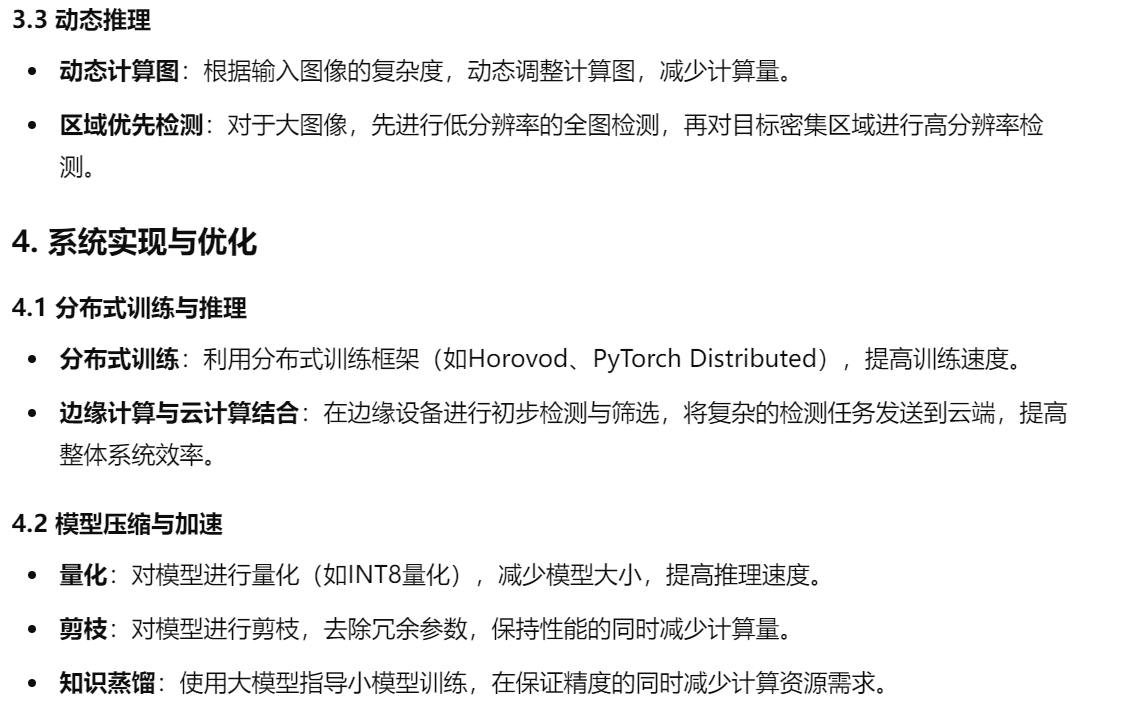 3.3 动态推理
• 动态计算图：根据输入图像的复杂度，动态调整计算图，减少计算量。
• 区域优先检测：对于大图像，先进行低分辨率的全图检测，再对目标密集区域进行高分辨率检
测。
4. 系统实现与优化
4.1 分布式训练与推理
• 分布式训练：利用分布式训练框架（如Horovod、PyTorch Distributed），提高训练速度。
• 边缘计算与云计算结合：在边缘设备进行初步检测与筛选，将复杂的检测任务发送到云端，提高
整体系统效率。
4.2 模型压缩与加速
• 量化：对模型进行量化（如INT8量化），减少模型大小，提高推理速度。
• 剪枝：对模型进行剪枝，去除冗余参数，保持性能的同时减少计算量。
• 知识蒸馏：使用大模型指导小模型训练，在保证精度的同时减少计算资源需求。